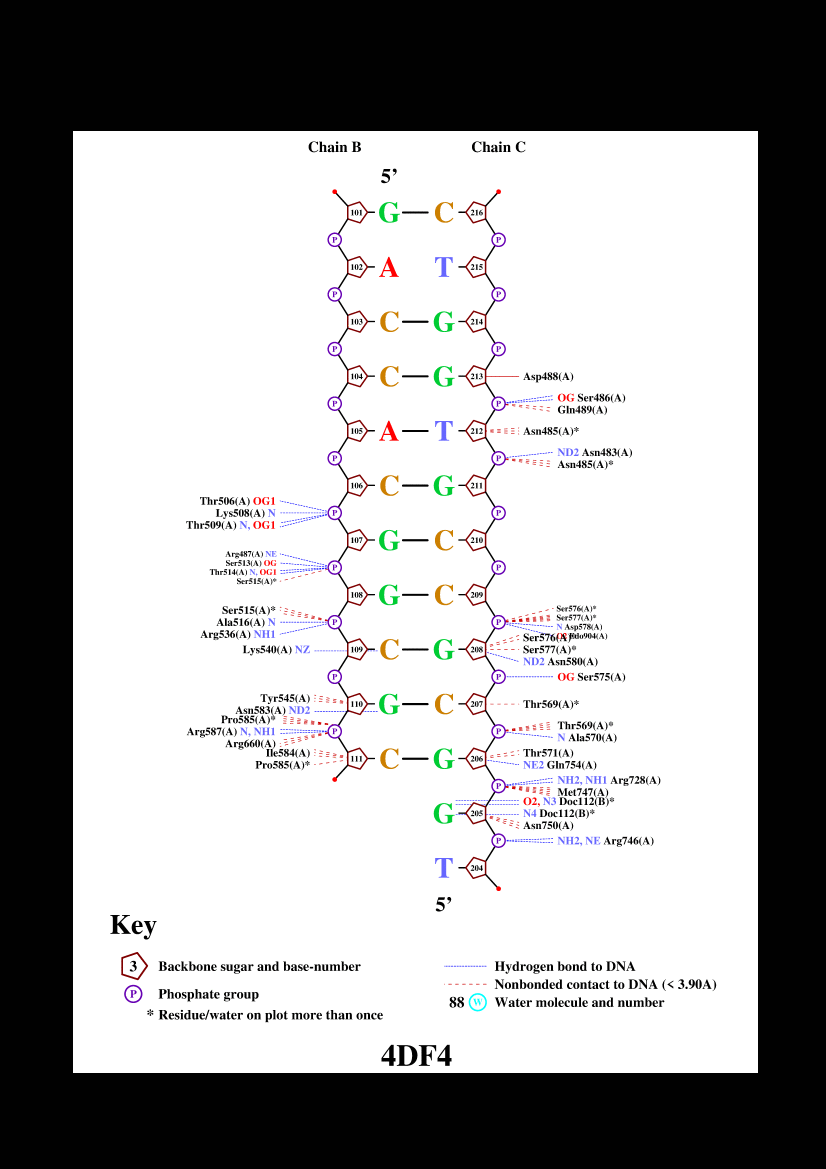 Chain B Chain C
5’
101 G C 216
P P
102 A T 215
P P
103 C G 214
P P
104 C G 213 Asp488(A)
P P OG Ser486(A)
Gln489(A)
105 A T 212 Asn485(A)*
P P ND2 Asn483(A)
Asn485(A)*
106 C G 211
Thr506(A) OG1
Lys508(A) N P P
Thr509(A) N, OG1
107 G C 210
Arg487(A) NE
Ser513(A) OG P P
Thr514(A) N, OG1
Ser515(A)*
108 G C 209
Ser515(A)* Ser576(A)*
Ala516(A) N P P Ser577(A)*
N Asp578(A)
Arg536(A) NH1
Ser576(A)*
Lys540(A) NZ 109 C G 208 Ser577(A)*
ND2 Asn580(A)
P P OG Ser575(A)
Tyr545(A)
110 G C 207 Thr569(A)*
Asn583(A) ND2
Pro585(A)* Thr569(A)*
Arg587(A) N, NH1 P P N Ala570(A)
Arg660(A)
Ile584(A) 111 C G 206 Thr571(A)
Pro585(A)* NE2 Gln754(A)
P NH2, NH1 Arg728(A)
Met747(A)
O2, N3 Doc112(B)*
G 205 N4 Doc112(B)*
Asn750(A)
P NH2, NE Arg746(A)
T 204
5’
Key
3 Backbone sugar and base-number
P Phosphate group
* Residue/water on plot more than once
Hydrogen bond to DNA
Nonbonded contact to DNA (< 3.90A)
88 W Water molecule and number
4DF4